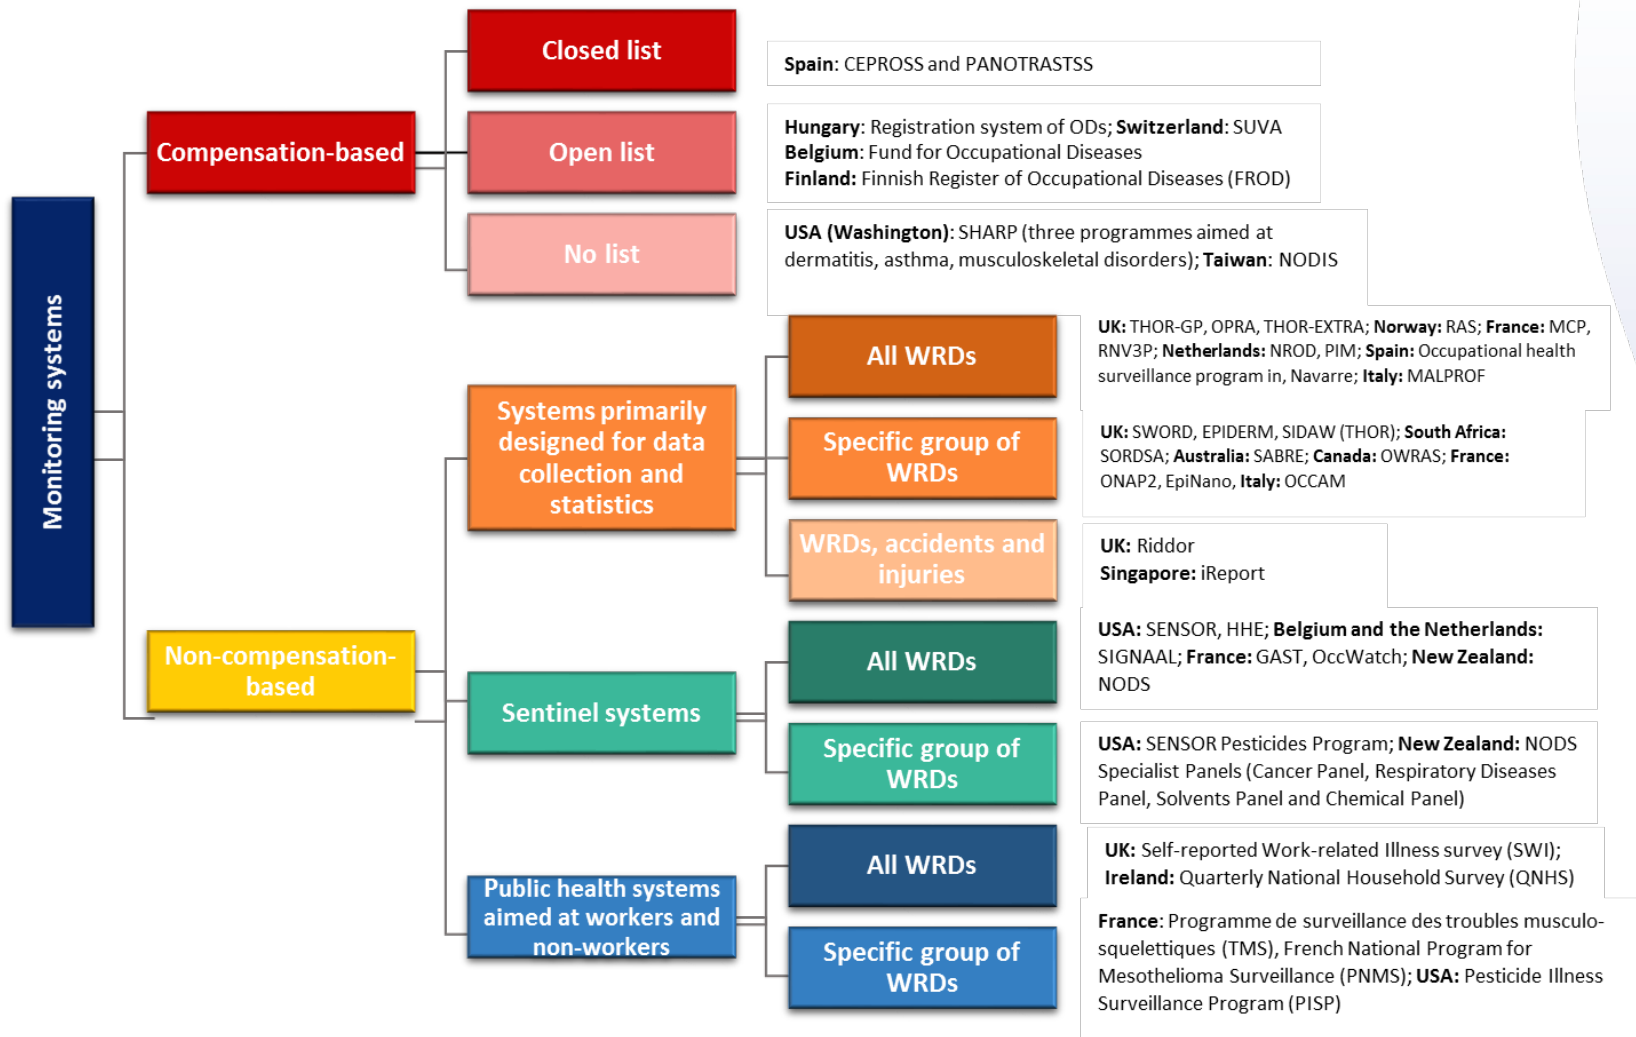 Monitoring systems
Compensation-based
Closed list
Spain: CEPROSS and PANOTRASTSS
Open list
Hungary: Registration system of ODs; Switzerland: SUVA
Belgium: Fund for Occupational Diseases
Finland: Finnish Register of Occupational Diseases (FROD)
No list
USA (Washington): SHARP (three programmes aimed at
dermatitis, asthma, musculoskeletal disorders); Taiwan: NODIS
Non-compensation-
based
Systems primarily
designed for data
collection and
statistics
All WRDs
UK: THOR-GP, OPRA, THOR-EXTRA; Norway: RAS; France: MCP,
RNV3P; Netherlands: NROD, PIM; Spain: Occupational health
surveillance program in, Navarre; Italy: MALPROF
Specific group of
WRDs
UK: SWORD, EPIDERM, SIDAW (THOR); South Africa:
SORDSA; Australia: SABRE; Canada: OWRAS; France:
ONAP2, EpiNano, Italy: OCCAM
WRDs, accidents and
injuries
UK: Riddor
Singapore: iReport
Sentinel systems
All WRDs
USA: SENSOR, HHE; Belgium and the Netherlands:
SIGNAAL; France: GAST, OccWatch; New Zealand:
NODS
Specific group of
WRDs
USA: SENSOR Pesticides Program; New Zealand: NODS
Specialist Panels (Cancer Panel, Respiratory Diseases
Panel, Solvents Panel and Chemical Panel)
Public health systems
aimed at workers and
non-workers
All WRDs
UK: Self-reported Work-related Illness survey (SWI);
Ireland: Quarterly National Household Survey (QNHS)
Specific group of
WRDs
France: Programme de surveillance des troubles musculo-
squelettiques (TMS), French National Program for
Mesothelioma Surveillance (PNMS); USA: Pesticide Illness
Surveillance Program (PISP)